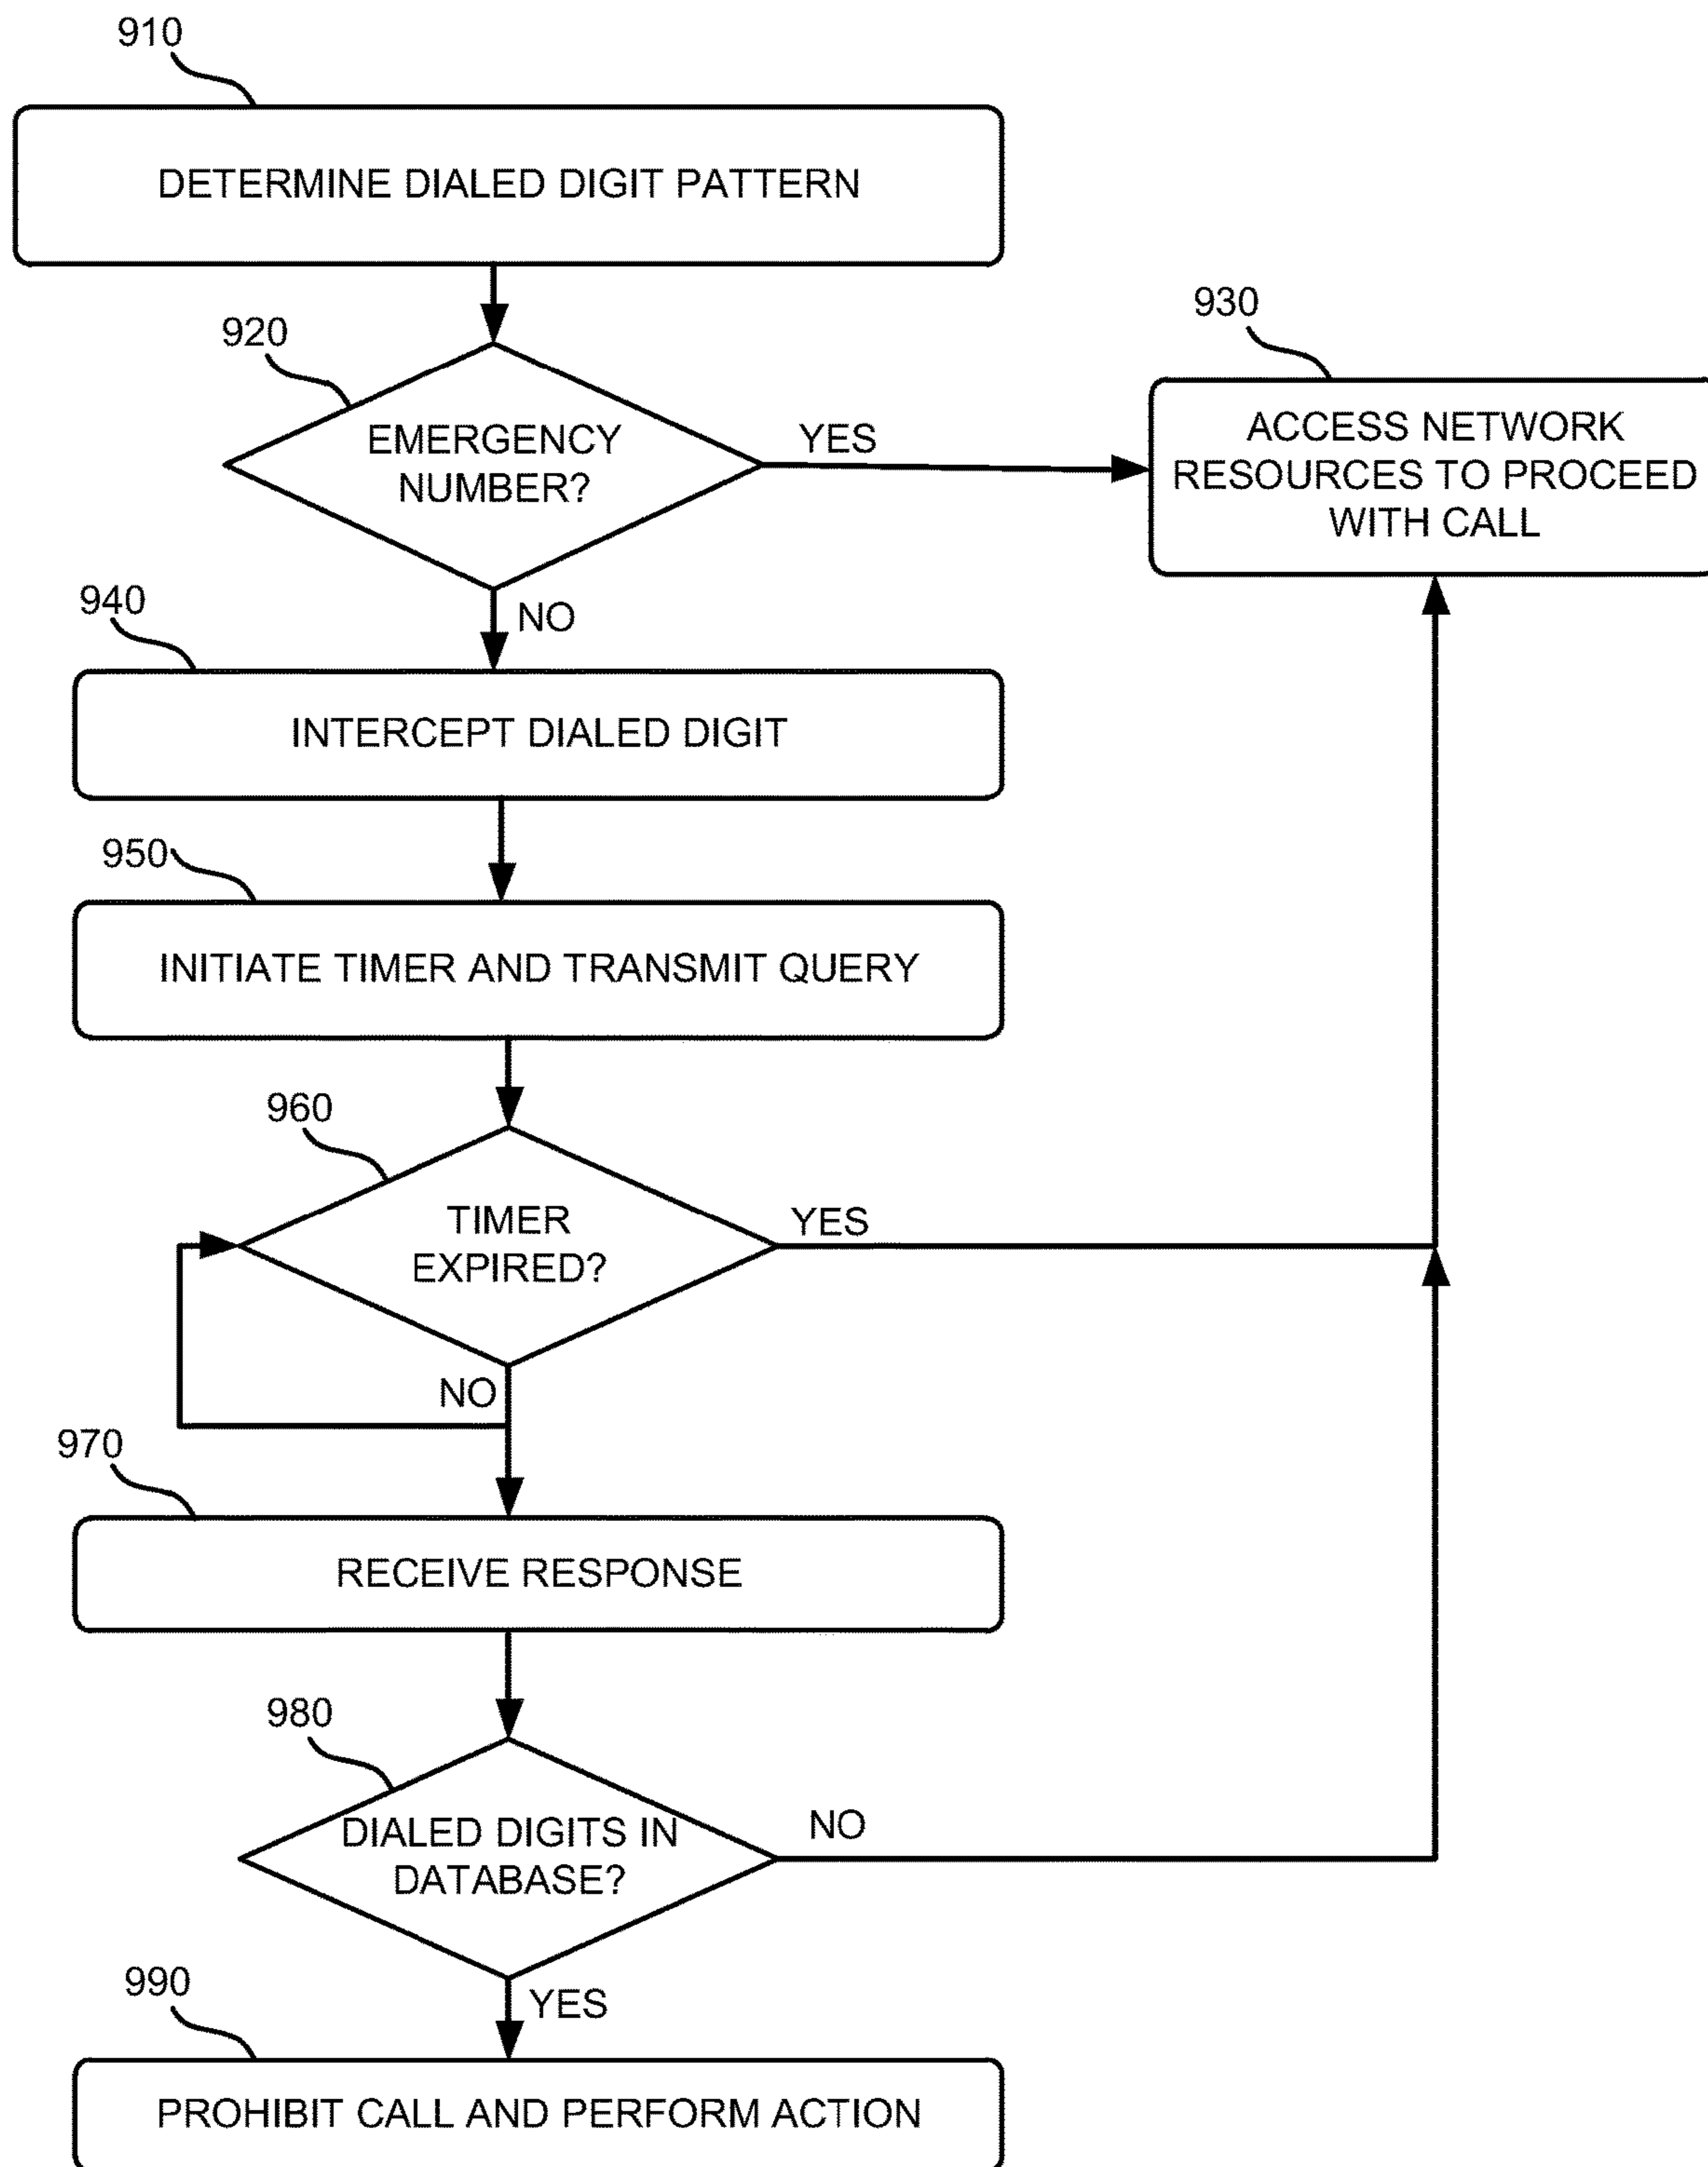 910
DETERMINE DIALED DIGIT PATTERN
920
EMERGENCY
NUMBER?
YES
930
ACCESS NETWORK
RESOURCES TO PROCEED
WITH CALL
NO
940
INTERCEPT DIALED DIGIT
950
INITIATE TIMER AND TRANSMIT QUERY
960
TIMER
EXPIRED?
YES
NO
970
RECEIVE RESPONSE
980
DIALED DIGITS IN
DATABASE?
NO
YES
990
PROHIBIT CALL AND PERFORM ACTION